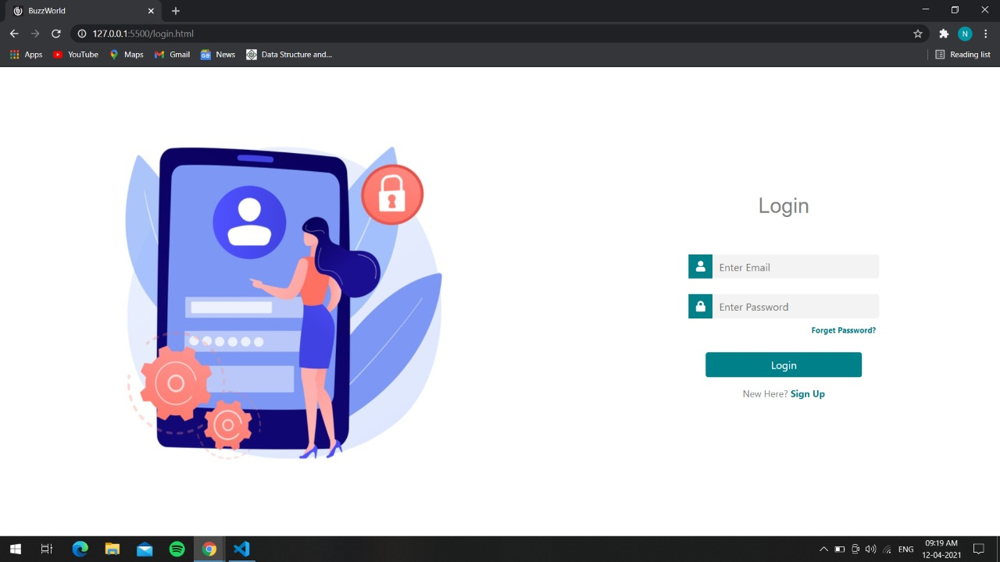 BuzzWorld
127.0.0.1:5500/login.html
N
Apps YouTube Maps Gmail News Data Structure and... Reading list
Login
Enter Email
Enter Password
Forget Password?
Login
New Here? Sign Up
ENG
09:19 AM
12-04-2021